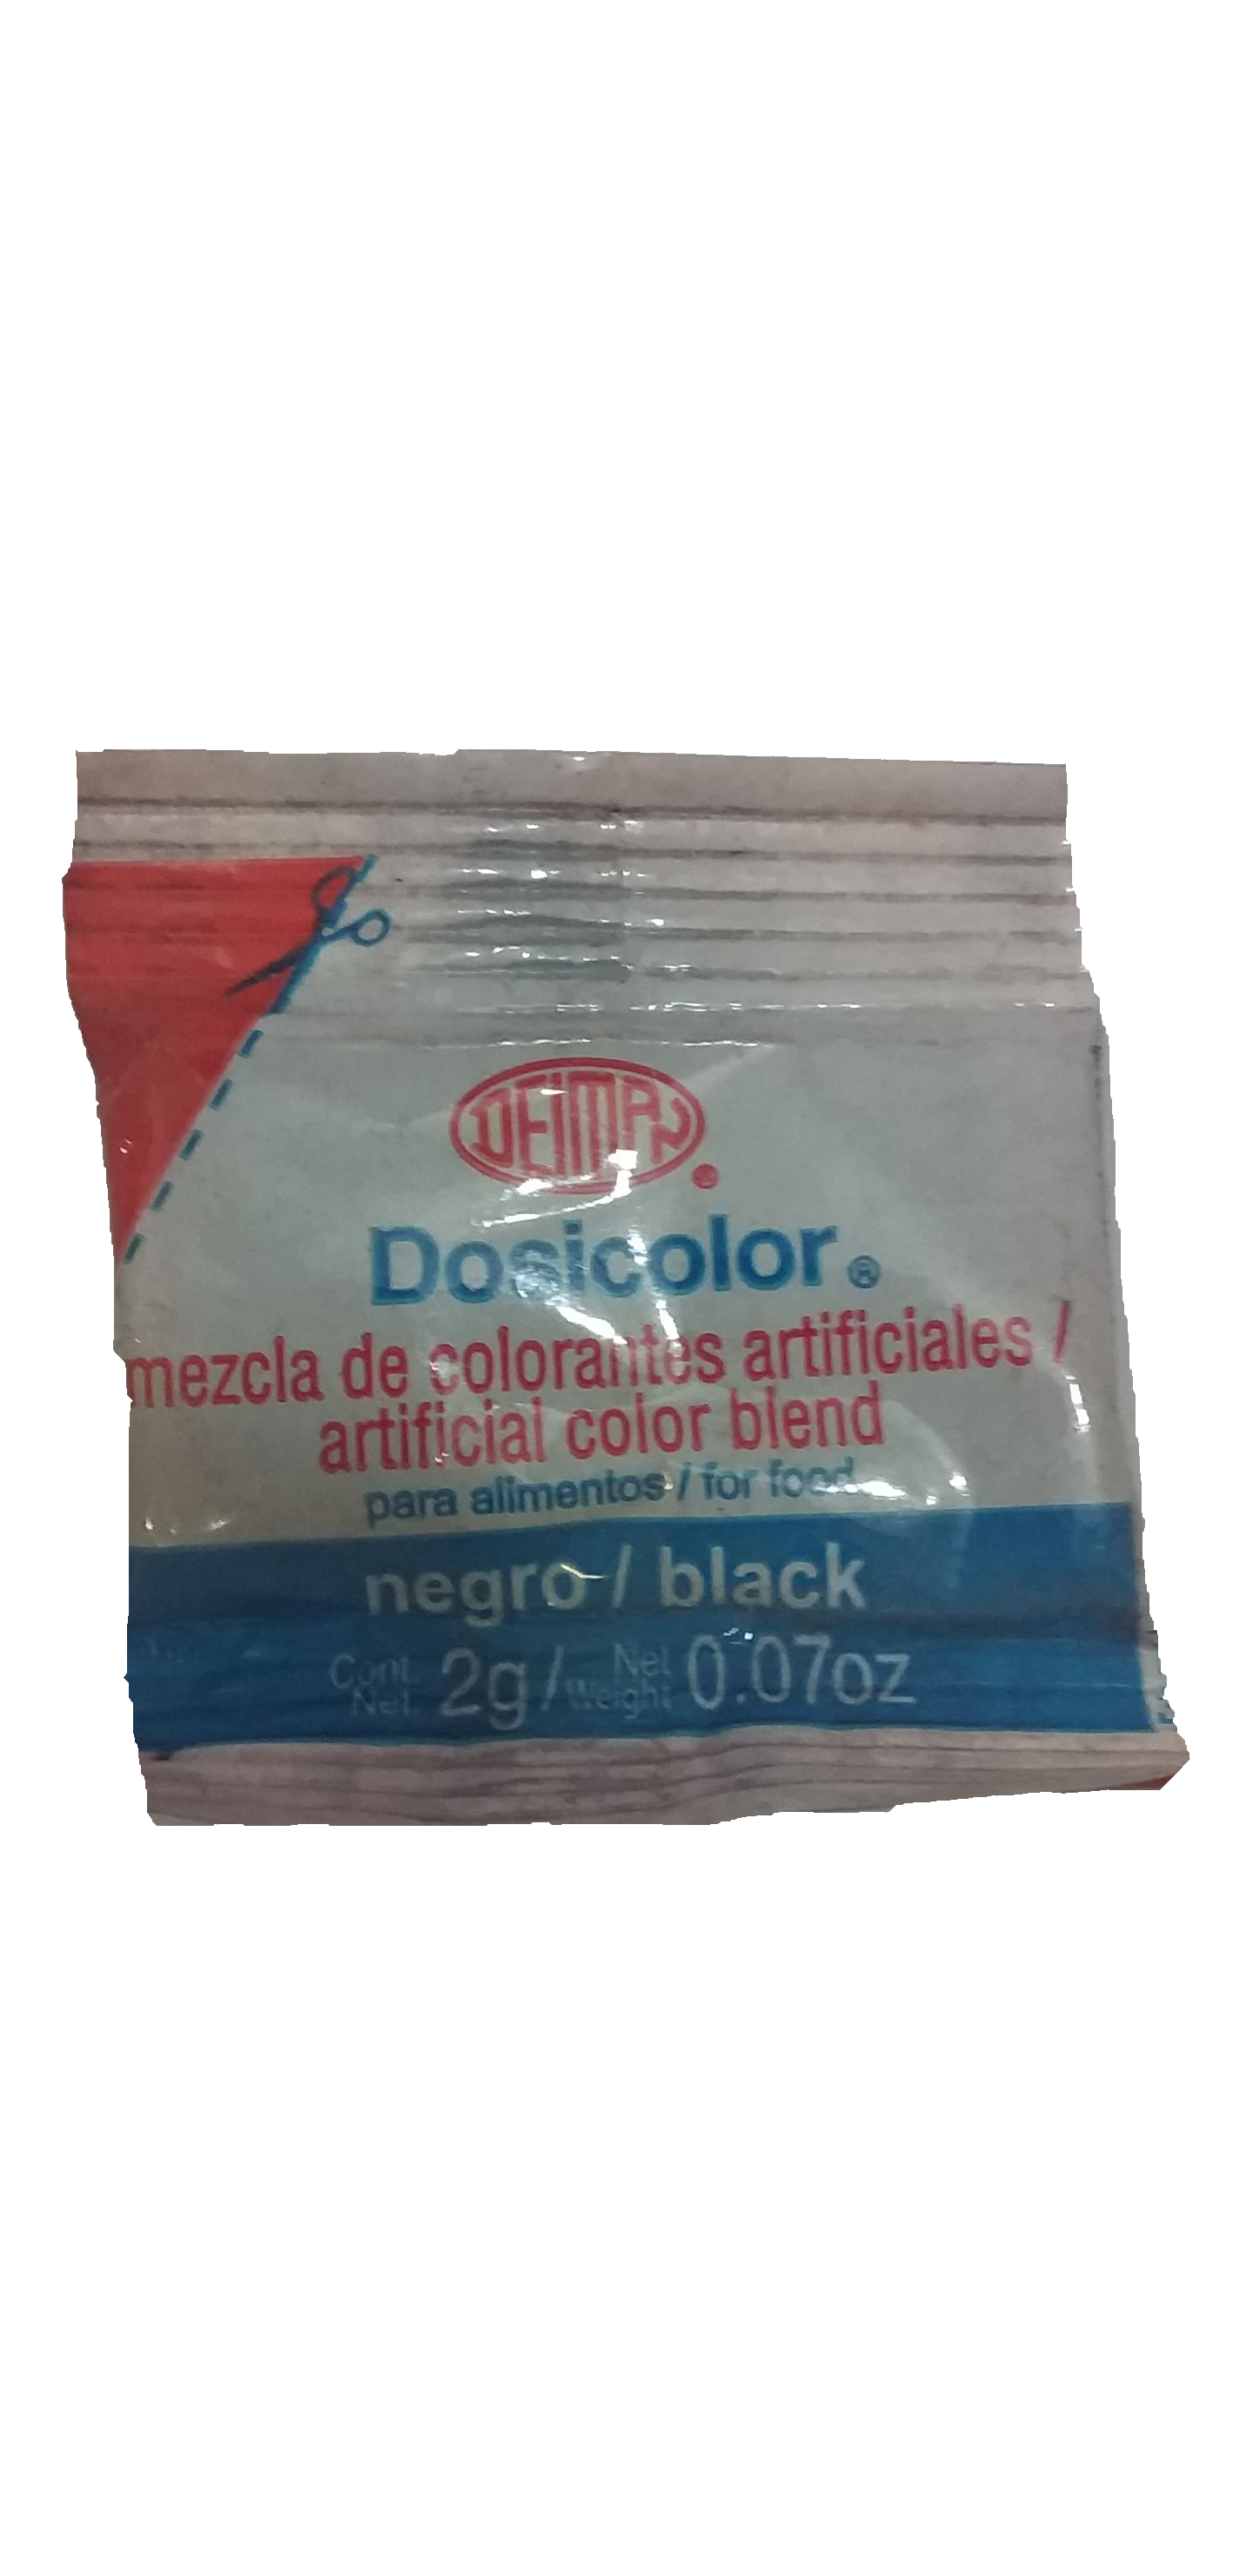 DEIMAN
Dosicolor®
mezcla de colorantes artificiales /
artificial color blend
para alimentos / for food
negro / black
Cont. Net. 2g / Net Weight 0.07oz